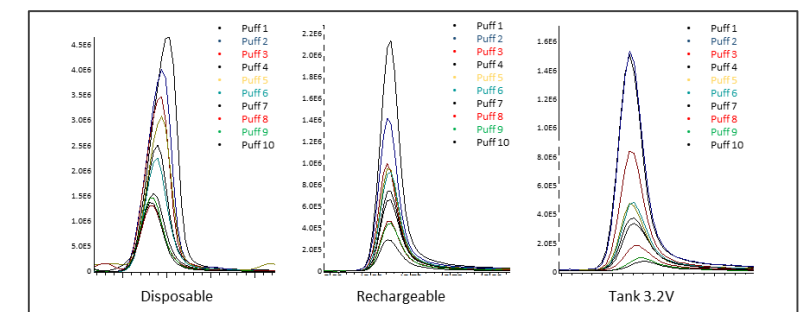 4.5E6
4.0E6
3.5E6
3.0E6
2.5E6
2.0E6
1.5E6
1.0E6
5.0E5
0
Puff 1
Puff 2
Puff 3
Puff 4
Puff 5
Puff 6
Puff 7
Puff 8
Puff 9
Puff 10
Disposable
2.2E6
2.0E6
1.8E6
1.6E6
1.4E6
1.2E6
1.0E6
8.0E5
6.0E5
4.0E5
2.0E5
0
Puff 1
Puff 2
Puff 3
Puff 4
Puff 5
Puff 6
Puff 7
Puff 8
Puff 9
Puff 10
Rechargeable
1.6E6
1.4E6
1.2E6
1.0E6
8.0E5
6.0E5
4.0E5
2.0E5
0
Puff 1
Puff 2
Puff 3
Puff 4
Puff 5
Puff 6
Puff 7
Puff 8
Puff 9
Puff 10
Tank 3.2V